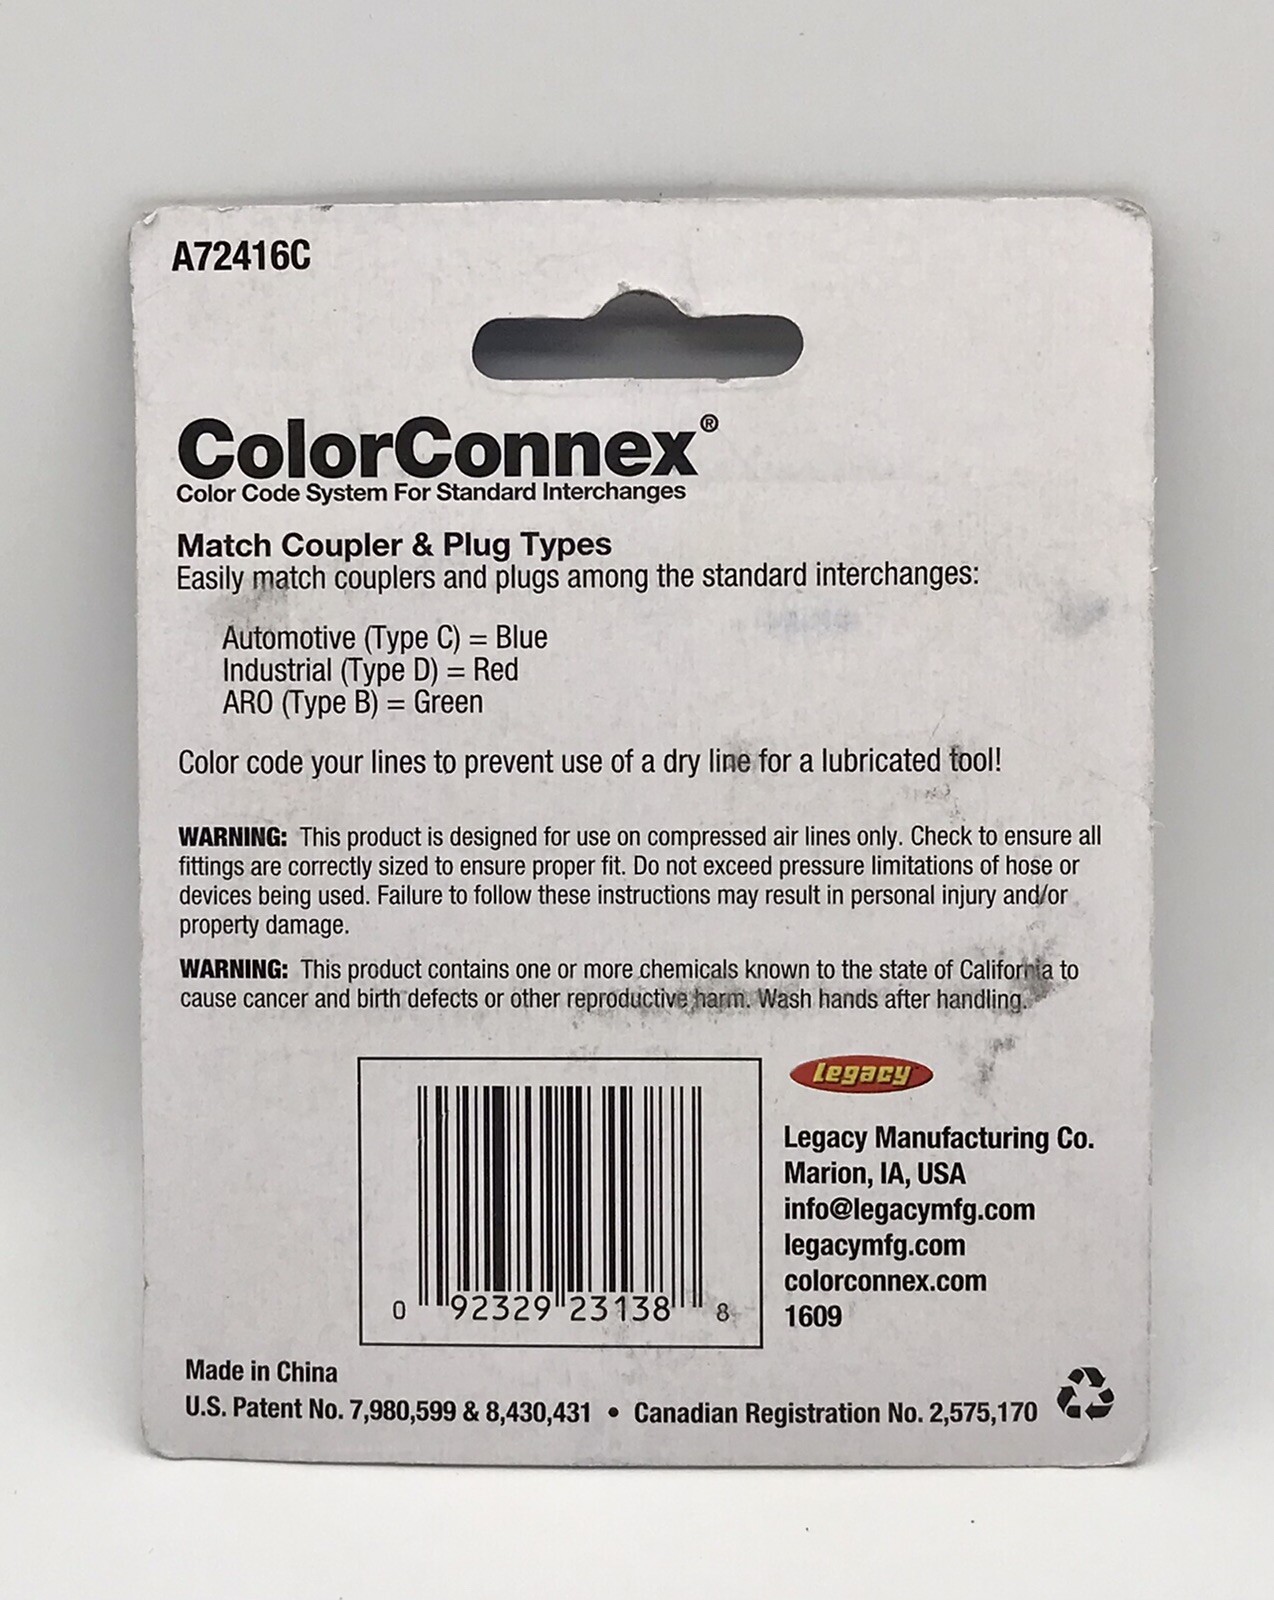 A72416C
ColorConnex®
Color Code System For Standard Interchanges
Match Coupler & Plug Types
Easily match couplers and plugs among the standard interchanges:
Automotive (Type C) = Blue
Industrial (Type D) = Red
ARO (Type B) = Green
Color code your lines to prevent use of a dry line for a lubricated tool!
WARNING: This product is designed for use on compressed air lines only. Check to ensure all
fittings are correctly sized to ensure proper fit. Do not exceed pressure limitations of hose or
devices being used. Failure to follow these instructions may result in personal injury and/or
property damage.
WARNING: This product contains one or more chemicals known to the state of California to
cause cancer and birth defects or other reproductive harm. Wash hands after handling.
0 92329 23138 8
Legacy
Legacy Manufacturing Co.
Marion, IA, USA
info@legacymfg.com
legacymfg.com
colorconnex.com
1609
Made in China
U.S. Patent No. 7,980,599 & 8,430,431 • Canadian Registration No. 2,575,170